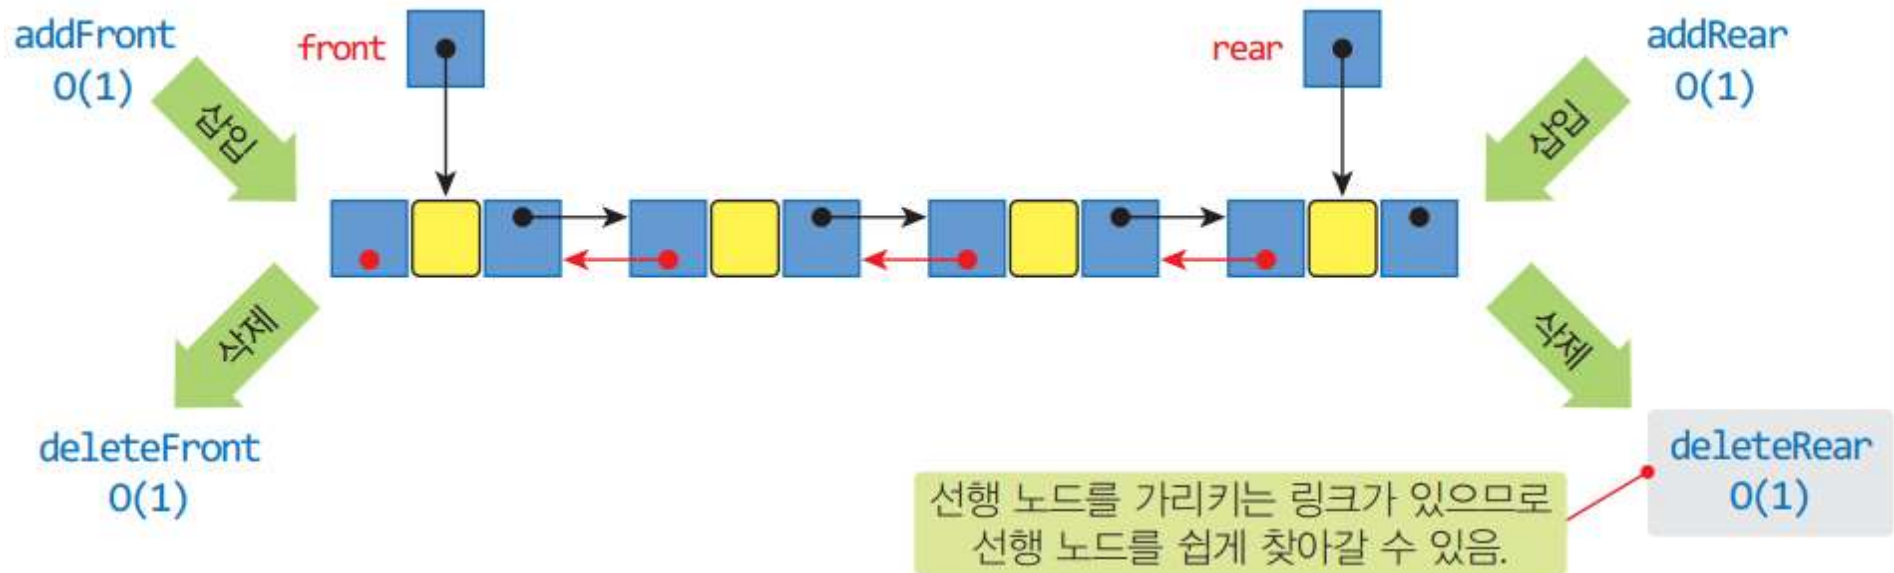 addFront
O(1)
front
rear
addRear
O(1)
삽입
삽입
삭제
삭제
deleteFront
O(1)
선행 노드를 가리키는 링크가 있으므로
선행 노드를 쉽게 찾아갈 수 있음.
deleteRear
O(1)